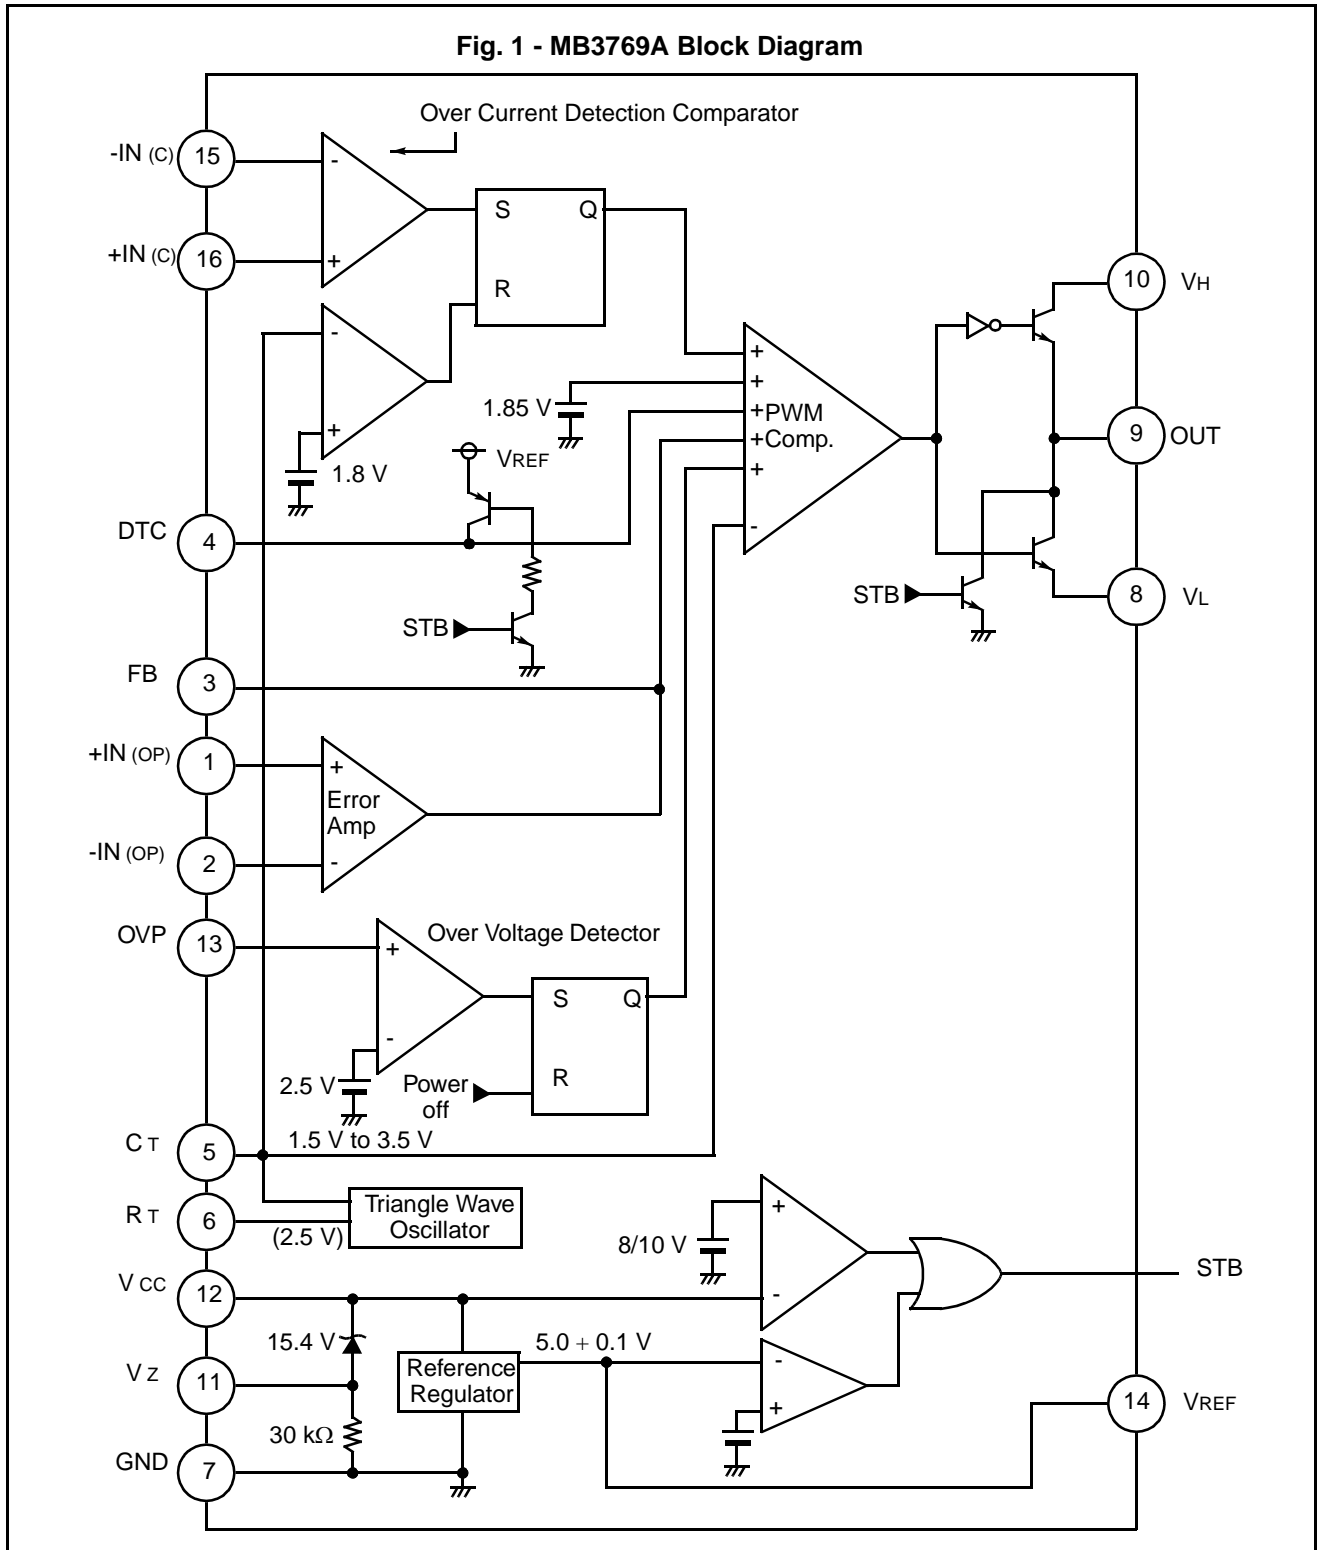 Fig. 1 - MB3769A Block Diagram
Over Current Detection Comparator
-IN (C)
15
-
S
Q
+IN (C)
16
+
R
10
VH
-
+
+
1.85 V
+PWM
+Comp.
+
9
OUT
+
1.8 V
VREF
DTC
4
-
STB
8
VL
STB
FB
3
+IN (OP)
1
+
Error
Amp
-IN (OP)
2
-
OVP
13
+
Over Voltage Detector
S
Q
-
2.5 V
Power
off
R
C T
5
1.5 V to 3.5 V
R T
6
(2.5 V)
Triangle Wave
Oscillator
+
8/10 V
STB
V CC
12
-
15.4 V
5.0 + 0.1 V
V Z
11
Reference
Regulator
-
+
14
VREF
30 kΩ
GND
7